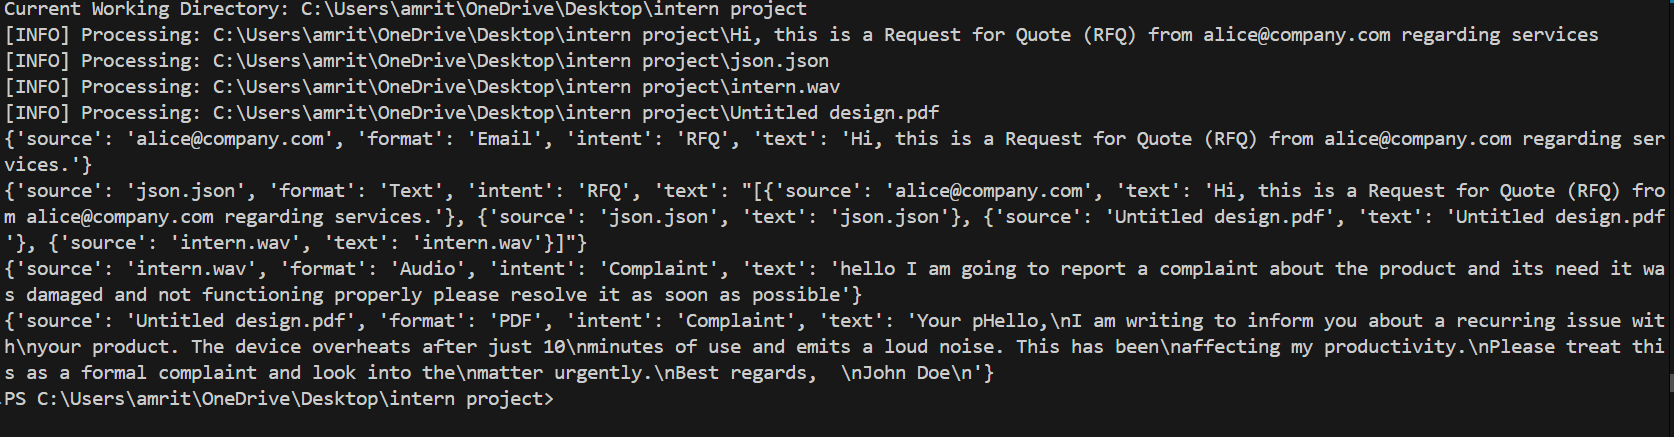 Current Working Directory: C:\Users\amrit\OneDrive\Desktop\intern project
[INFO] Processing: C:\Users\amrit\OneDrive\Desktop\intern project\Hi, this is a Request for Quote (RFQ) from alice@company.com regarding services
[INFO] Processing: C:\Users\amrit\OneDrive\Desktop\intern project\json.json
[INFO] Processing: C:\Users\amrit\OneDrive\Desktop\intern project\intern.wav
[INFO] Processing: C:\Users\amrit\OneDrive\Desktop\intern project\Untitled design.pdf
{'source': 'alice@company.com', 'format': 'Email', 'intent': 'RFQ', 'text': 'Hi, this is a Request for Quote (RFQ) from alice@company.com regarding ser
vices.'}
{'source': 'json.json', 'format': 'Text', 'intent': 'RFQ', 'text': "[{'source': 'alice@company.com', 'text': 'Hi, this is a Request for Quote (RFQ) fro
m alice@company.com regarding services.'}, {'source': 'json.json', 'text': 'json.json'}, {'source': 'Untitled design.pdf', 'text': 'Untitled design.pdf
'}, {'source': 'intern.wav', 'text': 'intern.wav'}]"}
{'source': 'intern.wav', 'format': 'Audio', 'intent': 'Complaint', 'text': 'hello I am going to report a complaint about the product and its need it wa
s damaged and not functioning properly please resolve it as soon as possible'}
{'source': 'Untitled design.pdf', 'format': 'PDF', 'intent': 'Complaint', 'text': 'Your pHello,\nI am writing to inform you about a recurring issue wit
h\nyour product. The device overheats after just 10\nminutes of use and emits a loud noise. This has been\naffecting my productivity.\nPlease treat thi
s as a formal complaint and look into the\nmatter urgently.\nBest regards,  \nJohn Doe\n'}
PS C:\Users\amrit\OneDrive\Desktop\intern project>